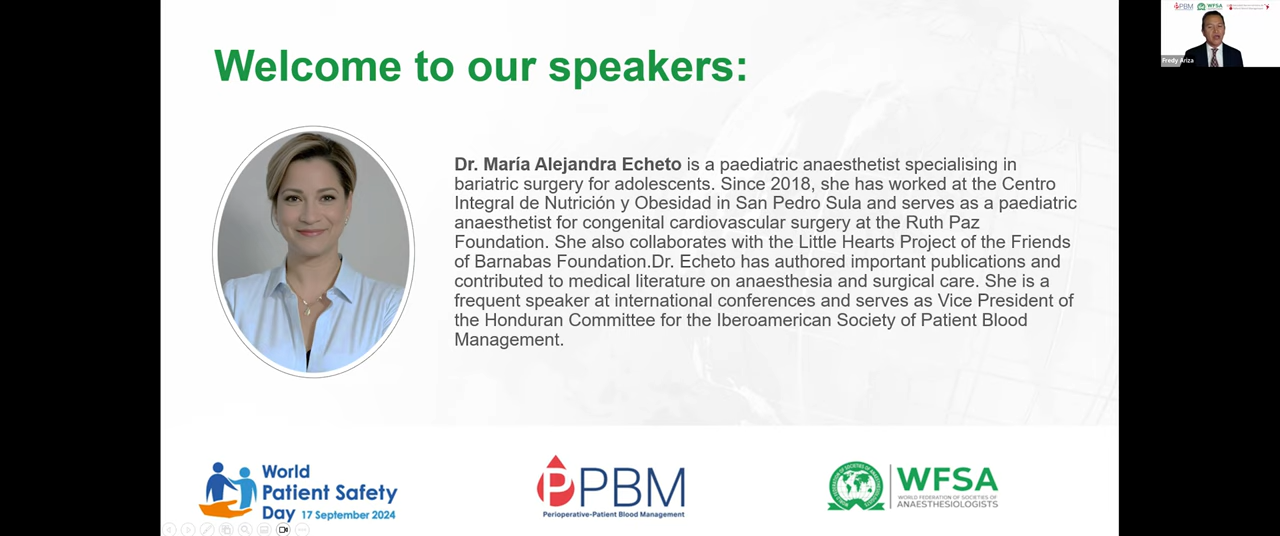 Welcome to our speakers:
Dr. María Alejandra Echeto is a paediatric anaesthetist specialising in
bariatric surgery for adolescents. Since 2018, she has worked at the Centro
Integral de Nutrición y Obesidad in San Pedro Sula and serves as a paediatric
anaesthetist for congenital cardiovascular surgery at the Ruth Paz
Foundation. She also collaborates with the Little Hearts Project of the Friends
of Barnabas Foundation.Dr. Echeto has authored important publications and
contributed to medical literature on anaesthesia and surgical care. She is a
frequent speaker at international conferences and serves as Vice President of
the Honduran Committee for the Iberoamerican Society of Patient Blood
Management.
World
Patient Safety
Day 17 September 2024
PPBM
Perioperative-Patient Blood Management
WFSA
WORLD FEDERATION OF SOCIETIES OF
ANAESTHESIOLOGISTS
PBM
WFSA
Fredy Ariza